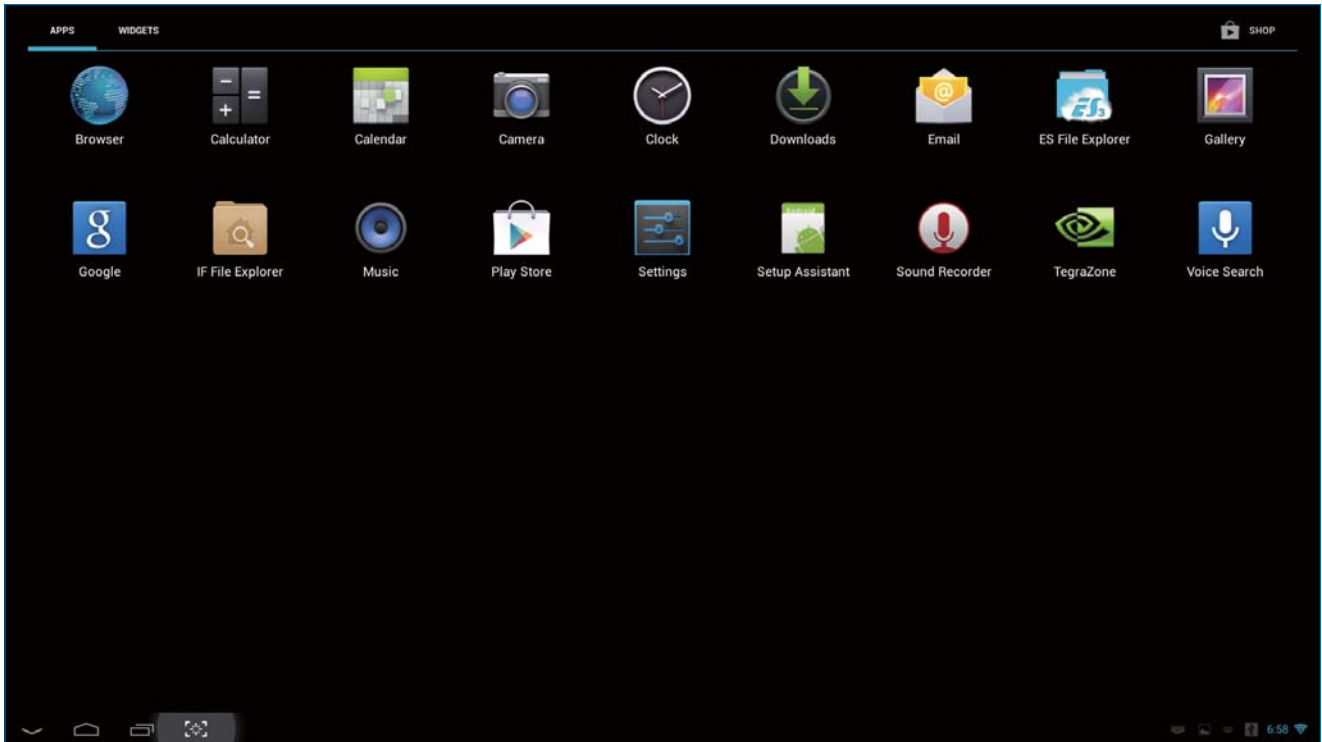 APPS WIDGETS SHOP
Browser Calculator Calendar Camera Clock Downloads Email ES File Explorer Gallery
Google IF File Explorer Music Play Store Settings Setup Assistant Sound Recorder TegraZone Voice Search
6:58